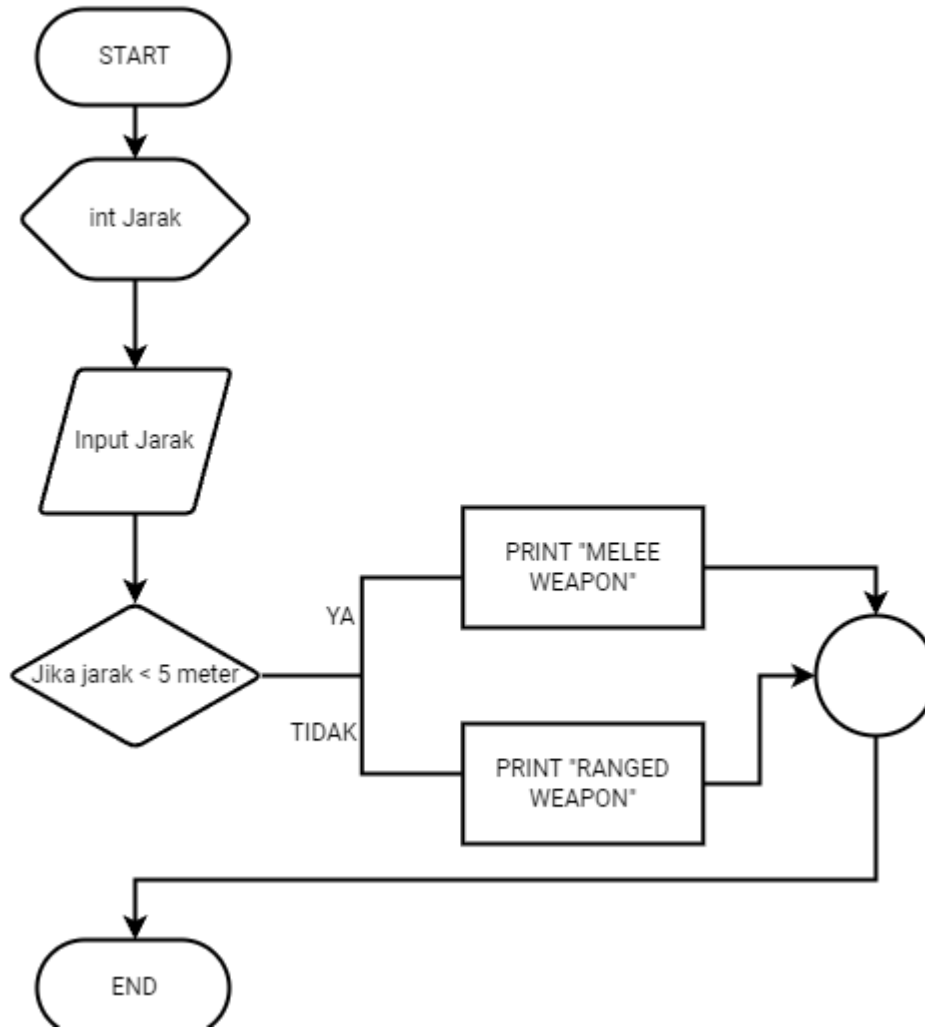 START
int Jarak
Input Jarak
Jika jarak < 5 meter
YA
TIDAK
PRINT "MELEE
WEAPON"
PRINT "RANGED
WEAPON"
END